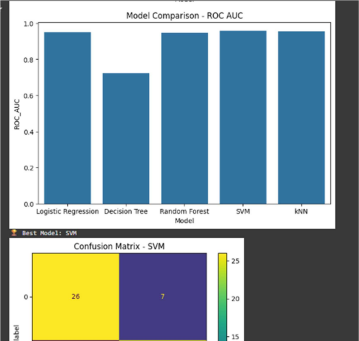 Model Comparison - ROC AUC
1.0
0.8
0.6
0.4
0.2
0.0
ROC_AUC
Logistic Regression Decision Tree Random Forest SVM kNN
Model
🏆 Best Model: SVM
Confusion Matrix - SVM
0
26 7
25
20
15
label